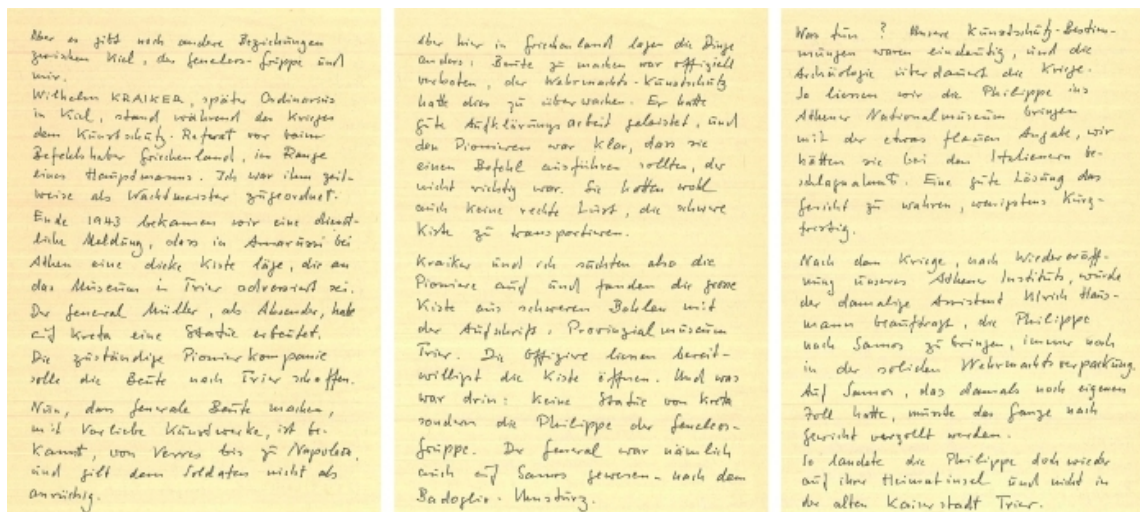 Aber es gibt noch andere Beziehungen
zwischen Kiel, der Geneleos-Gruppe und
mir.
Wilhelm KRAIKER, später Ordinarius
in Kiel, stand während des Krieges
dem Kunstschutz-Referat vor beim
Befehlshaber Griechenland, im Range
eines Hauptmanns. Ich war ihm zeit-
weise als Wachtmeister zugeordnet.
Ende 1943 bekamen wir eine dienst-
liche Meldung, dass in Amarussi bei
Athen eine dicke Kiste läge, die an
das Museum in Trier adressiert sei.
Der General Müller, als Absender, habe
auf Kreta eine Statue erbeutet.
Die zuständige Pionierkompanie
solle die Beute nach Trier schaffen.
Nun, dass Generale Beute machen,
mit Vorliebe Kunstwerke, ist be-
kannt, von Verres bis zu Napoleon,
und gilt dem Soldaten nicht als
anrüchig.
Aber hier in Griechenland lagen die Dinge
anders: Beute zu machen war offiziell
verboten, der Wehrmachts-Kunstschutz
hatte dies zu überwachen. Er hatte
gute Aufklärungsarbeit geleistet, und
den Pionieren war klar, dass sie
einen Befehl ausführen sollten, der
nicht richtig war. Sie hatten wohl
auch keine rechte Lust, die schwere
Kiste zu transportieren.
Kraiker und ich suchten also die
Pioniere auf und fanden die grosse
Kiste aus schweren Bohlen mit
der Aufschrift: Provinzialmuseum
Trier. Die Offiziere liessen bereit-
willigst die Kiste öffnen. Und was
war drin: Keine Statue von Kreta
sondern die Philippe der Geneleos-
Gruppe. Der General war nämlich
auch auf Samos gewesen - nach dem
Badoglio-Umsturz.
Was tun? Unsere Kunstschutz-Bestim-
mungen waren eindeutig, und die
Archäologie überdauert die Kriege.
So liessen wir die Philippe ins
Athener Nationalmuseum bringen
mit der etwas flauen Angabe, wir
hätten sie bei den Italienern be-
schlagnahmt. Eine gute Lösung das
Gesicht zu wahren, wenigstens kurz-
fristig.
Nach dem Kriege, nach Wiedereröff-
nung unseres Athener Instituts, wurde
der damalige Assistent Ulrich Haus-
mann beauftragt, die Philippe
nach Samos zu bringen, immer noch
in der soliden Wehrmachtsverpackung.
Auf Samos, das damals noch eigenen
Zoll hatte, musste das Ganze nach
Gewicht verzollt werden.
So landete die Philippe doch wieder
auf ihrer Heimatinsel und nicht in
der alten Kaiserstadt Trier.